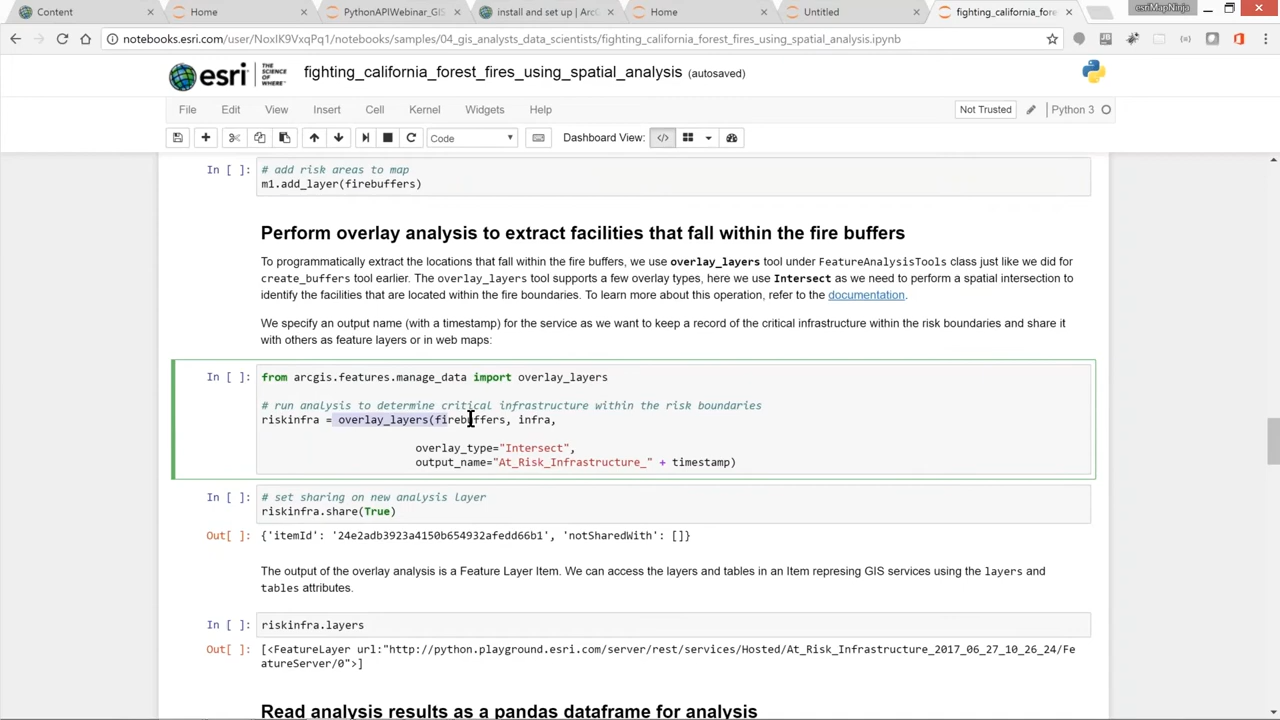 Content
Home
PythonAPIWebinar_GIS
install and set up | ArcG
Home
Untitled
fighting_california_fores
esriMapNinja
notebooks.esri.com/user/NoxIK9VxqPq1/notebooks/samples/04_gis_analysts_data_scientists/fighting_california_forest_fires_using_spatial_analysis.ipynb
esri THE SCIENCE OF WHERE™ fighting_california_forest_fires_using_spatial_analysis (autosaved)
File Edit View Insert Cell Kernel Widgets Help Not Trusted Python 3
Code Dashboard View:
In [ ]: # add risk areas to map
m1.add_layer(firebuffers)
Perform overlay analysis to extract facilities that fall within the fire buffers
To programmatically extract the locations that fall within the fire buffers, we use overlay_layers tool under FeatureAnalysisTools class just like we did for
create_buffers tool earlier. The overlay_layers tool supports a few overlay types, here we use Intersect as we need to perform a spatial intersection to
identify the facilities that are located within the fire boundaries. To learn more about this operation, refer to the documentation.
We specify an output name (with a timestamp) for the service as we want to keep a record of the critical infrastructure within the risk boundaries and share it
with others as feature layers or in web maps:
In [ ]: from arcgis.features.manage_data import overlay_layers
# run analysis to determine critical infrastructure within the risk boundaries
riskinfra = overlay_layers(firebuffers, infra,
overlay_type="Intersect",
output_name="At_Risk_Infrastructure_" + timestamp)
In [ ]: # set sharing on new analysis layer
riskinfra.share(True)
Out[ ]: {'itemId': '24e2adb3923a4150b654932afedd66b1', 'notSharedWith': []}
The output of the overlay analysis is a Feature Layer Item. We can access the layers and tables in an Item represing GIS services using the layers and
tables attributes.
In [ ]: riskinfra.layers
Out[ ]: [<FeatureLayer url:"http://python.playground.esri.com/server/rest/services/Hosted/At_Risk_Infrastructure_2017_06_27_10_26_24/Fe
atureServer/0">]
Read analysis results as a pandas dataframe for analysis